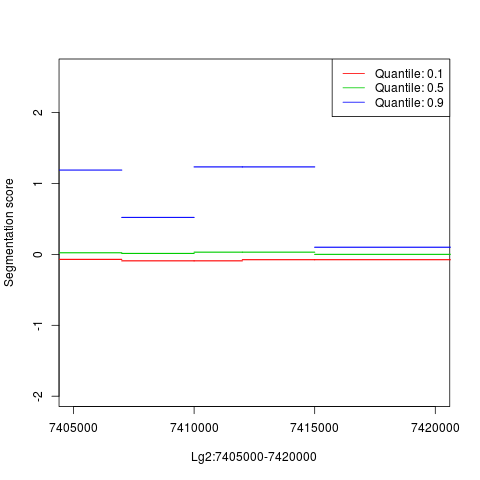 Quantile: 0.1
Quantile: 0.5
Quantile: 0.9
Segmentation score
2
1
0
-1
-2
7405000 7410000 7415000 7420000
Lg2:7405000-7420000